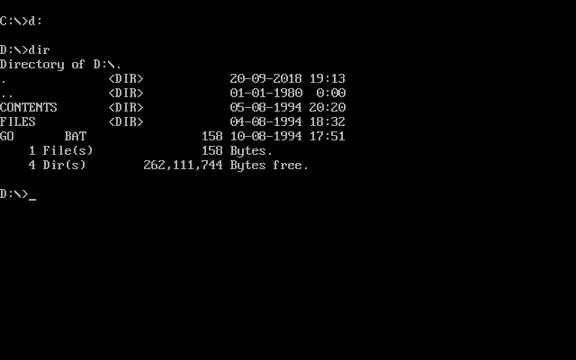 C:\>d:
D:\>dir
Directory of D:\.
. <DIR> 20-09-2018 19:13
.. <DIR> 01-01-1980 0:00
CONTENTS <DIR> 05-08-1994 20:20
FILES <DIR> 04-08-1994 18:32
GO BAT 158 10-08-1994 17:51
1 File(s) 158 Bytes.
4 Dir(s) 262,111,744 Bytes free.
D:\>_